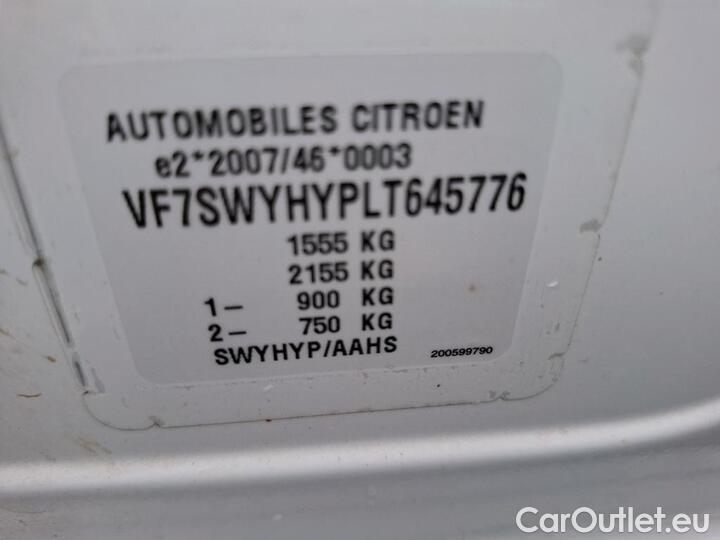 AUTOMOBILES CITROEN
e2*2007/46*0003
VF7SWYHYPLT645776
1555 KG
2155 KG
1– 900 KG
2– 750 KG
SWYHYP/AAHS 200599790
CarOutlet.eu